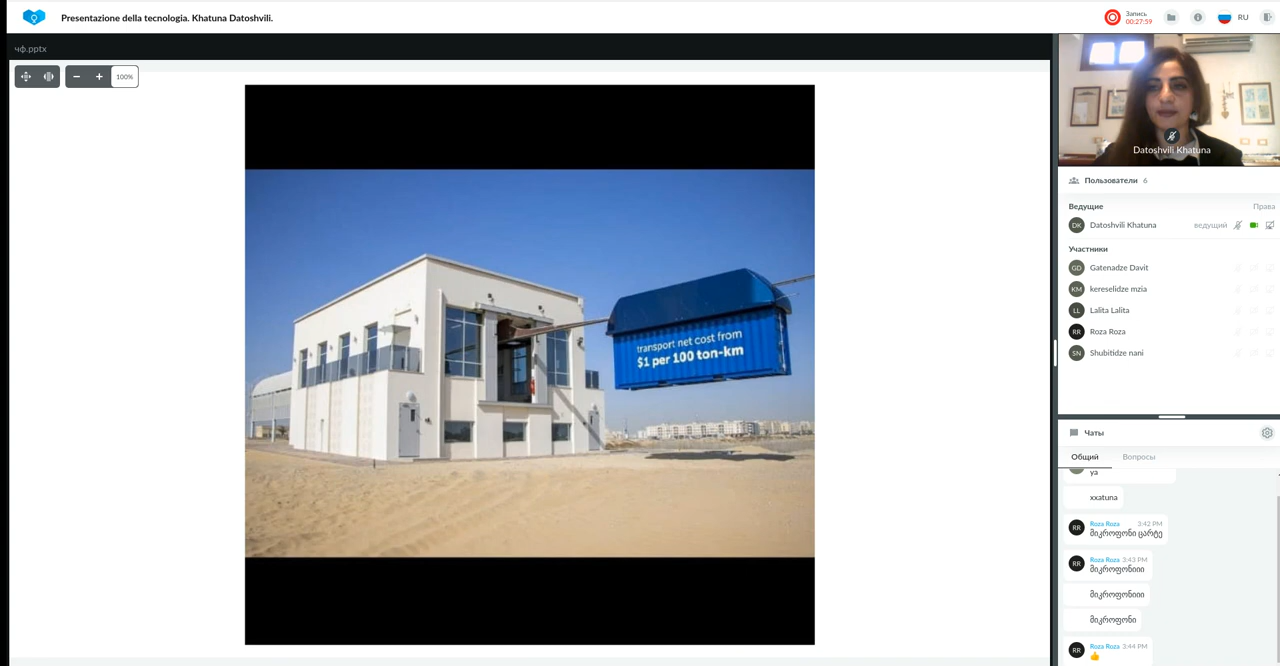 Presentazione della tecnologia. Khatuna Datoshvili.
Запись
00:27:59
RU
чф.pptx
100%
transport net cost from
$1 per 100 ton-km
Datoshvili Khatuna
Пользователи 6
Ведущие
Права
DK
Datoshvili Khatuna
ведущий
Участники
GD
Gatenadze Davit
KM
kereselidze mzia
LL
Lalita Lalita
RR
Roza Roza
SN
Shubitidze nani
Чаты
Общий
Вопросы
ya
xxatuna
RR
Roza Roza 3:42 PM
მიკროფონი ცარტე
RR
Roza Roza 3:43 PM
მიკროფონიიი
მიკროფონიიი
მიკროფონი
RR
Roza Roza 3:44 PM
👍